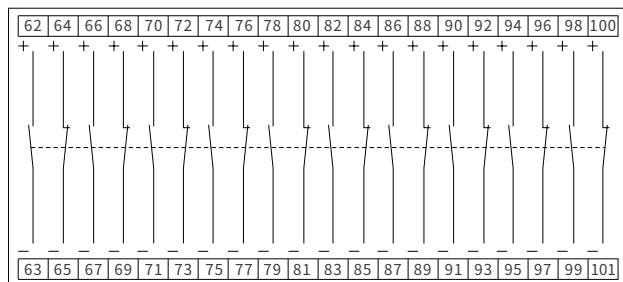 62 64 66 68 70 72 74 76 78 80 82 84 86 88 90 92 94 96 98 100
+ + + + + + + + + + + + + + + + + + + +
− − − − − − − − − − − − − − − − − − − −
63 65 67 69 71 73 75 77 79 81 83 85 87 89 91 93 95 97 99 101